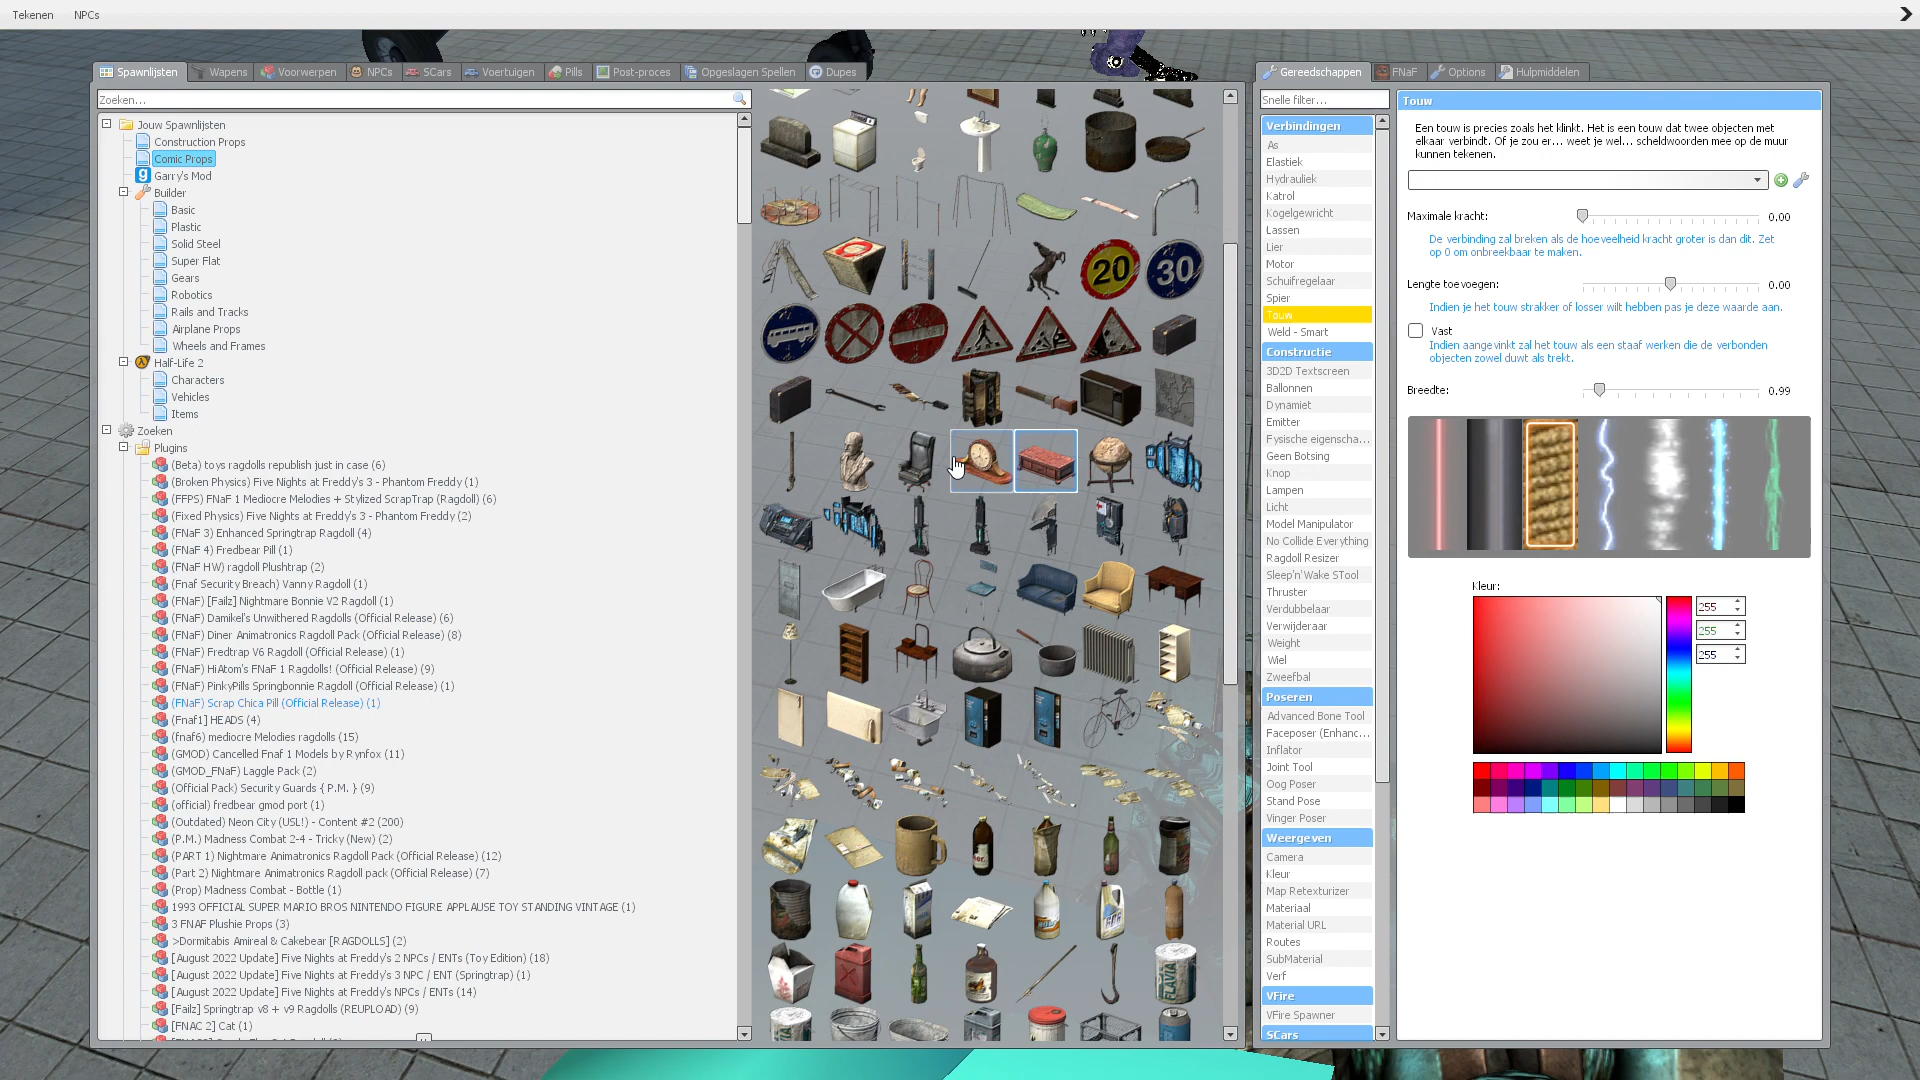 Tekenen NPCs
Spawnlijsten Wapens Voorwerpen NPCs SCars Voertuigen Pills Post-proces Opgeslagen Spellen Dupes
Zoeken...
Jouw Spawnlijsten
Construction Props
Comic Props
Garry's Mod
Builder
Basic
Plastic
Solid Steel
Super Flat
Gears
Robotics
Rails and Tracks
Airplane Props
Wheels and Frames
Half-Life 2
Characters
Vehicles
Items
Zoeken
Plugins
(Beta) toys ragdolls republish just in case (6)
(Broken Physics) Five Nights at Freddy's 3 - Phantom Freddy (1)
(FFPS) FNaF 1 Mediocre Melodies + Stylized ScrapTrap (Ragdoll) (6)
(Fixed Physics) Five Nights at Freddy's 3 - Phantom Freddy (2)
(FNaF 3) Enhanced Springtrap Ragdoll (4)
(FNaF 4) Fredbear Pill (1)
(FNaF HW) ragdoll Plushtrap (2)
(Fnaf Security Breach) Vanny Ragdoll (1)
(FNaF) [Failz] Nightmare Bonnie V2 Ragdoll (1)
(FNaF) Damikel's Unwithered Ragdolls (Official Release) (6)
(FNaF) Diner Animatronics Ragdoll Pack (Official Release) (8)
(FNaF) Fredtrap V6 Ragdoll (Official Release) (1)
(FNaF) HiAtom's FNaF 1 Ragdolls! (Official Release) (9)
(FNaF) PinkyPills Springbonnie Ragdoll (Official Release) (1)
(FNaF) Scrap Chica Pill (Official Release) (1)
(Fnaf1] HEADS (4)
(fnaf6) mediocre Melodies ragdolls (15)
(GMOD) Cancelled Fnaf 1 Models by Rynfox (11)
(GMOD_FNaF) Laggle Pack (2)
(Official Pack) Security Guards { P.M. } (9)
(official) fredbear gmod port (1)
(Outdated) Neon City (USL!) - Content #2 (200)
(P.M.) Madness Combat 2-4 - Tricky (New) (2)
(PART 1) Nightmare Animatronics Ragdoll Pack (Official Release) (12)
(Part 2) Nightmare Animatronics Ragdoll pack (Official Release) (7)
(Prop) Madness Combat - Bottle (1)
1993 OFFICIAL SUPER MARIO BROS NINTENDO FIGURE APPLAUSE TOY STANDING VINTAGE (1)
3 FNAF Plushie Props (3)
>Dormitabis Amireal & Cakebear [RAGDOLLS] (2)
[August 2022 Update] Five Nights at Freddy's 2 NPCs / ENTs (Toy Edition) (18)
[August 2022 Update] Five Nights at Freddy's 3 NPC / ENT (Springtrap) (1)
[August 2022 Update] Five Nights at Freddy's NPCs / ENTs (14)
[Failz] Springtrap v8 + v9 Ragdolls (REUPLOAD) (9)
[FNAC 2] Cat (1)
20
30
FLAVIA
Gereedschappen FNaF Options Hulpmiddelen
Snelle filter...
Verbindingen
As
Elastiek
Hydrauliek
Katrol
Kogelgewricht
Lassen
Lier
Motor
Schuifregelaar
Spier
Touw
Weld - Smart
Constructie
3D2D Textscreen
Ballonnen
Dynamiet
Emitter
Fysische eigenscha...
Geen Botsing
Knop
Lampen
Licht
Model Manipulator
No Collide Everything
Ragdoll Resizer
Sleep'n'Wake STool
Thruster
Verdubbelaar
Verwijderaar
Weight
Wiel
Zweefbal
Poseren
Advanced Bone Tool
Faceposer (Enhanc...
Inflator
Joint Tool
Oog Poser
Stand Pose
Vinger Poser
Weergeven
Camera
Kleur
Map Retexturizer
Materiaal
Material URL
Routes
SubMaterial
Verf
VFire
VFire Spawner
SCars
Touw
Een touw is precies zoals het klinkt. Het is een touw dat twee objecten met
elkaar verbindt. Of je zou er... weet je wel... scheldwoorden mee op de muur
kunnen tekenen.
Maximale kracht: 0.00
De verbinding zal breken als de hoeveelheid kracht groter is dan dit. Zet
op 0 om onbreekbaar te maken.
Lengte toevoegen: 0.00
Indien je het touw strakker of losser wilt hebben pas je deze waarde aan.
Vast
Indien aangevinkt zal het touw als een staaf werken die de verbonden
objecten zowel duwt als trekt.
Breedte: 0.99
Kleur:
255
255
255